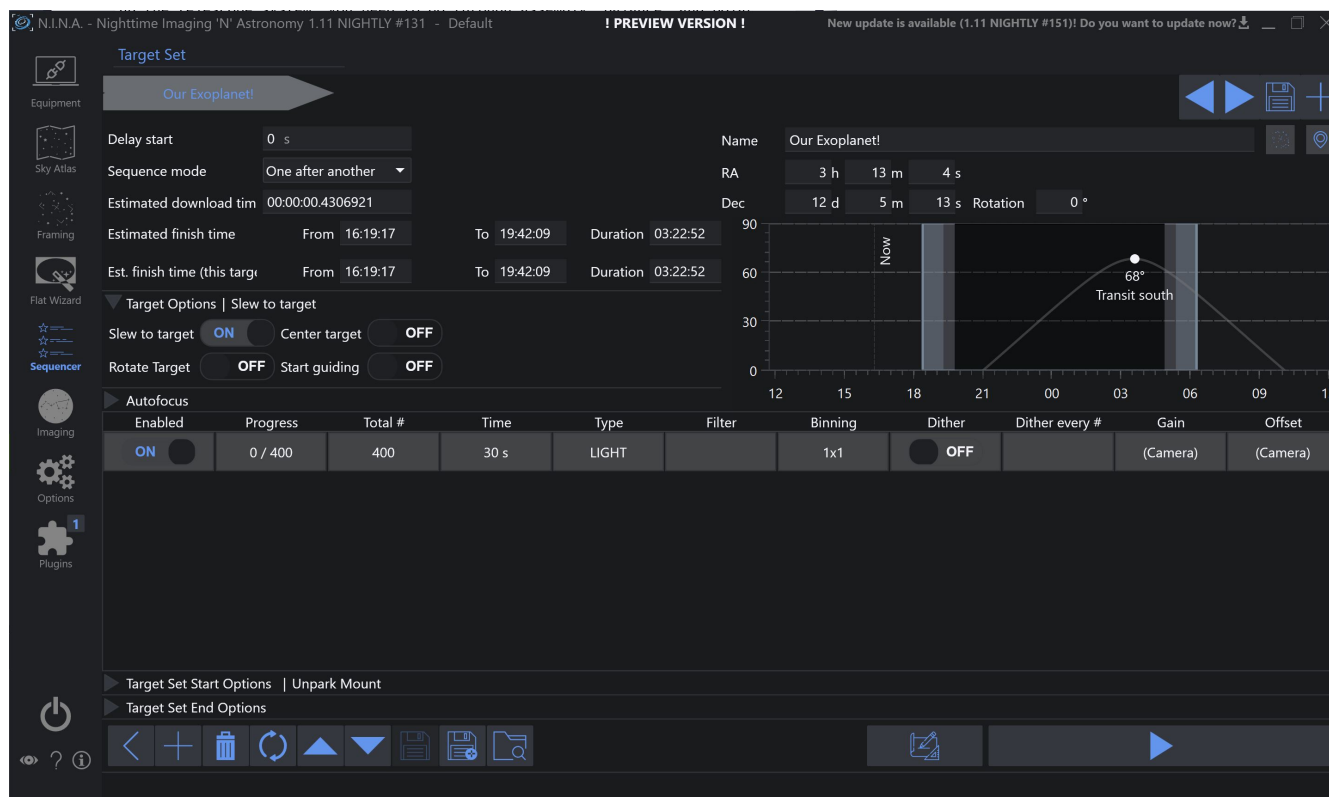 N.I.N.A. - Nighttime Imaging 'N' Astronomy 1.11 NIGHTLY #131 - Default ! PREVIEW VERSION ! New update is available (1.11 NIGHTLY #151)! Do you want to update now?
Target Set
Equipment
Our Exoplanet!
Delay start 0 s
Name Our Exoplanet!
Sky Atlas
Sequence mode One after another
RA 3 h 13 m 4 s
Estimated download tim 00:00:00.4306921
Dec 12 d 5 m 13 s Rotation 0 °
Framing
Estimated finish time From 16:19:17 To 19:42:09 Duration 03:22:52
Est. finish time (this targe From 16:19:17 To 19:42:09 Duration 03:22:52
90
60
30
0
Now
68°
Transit south
12 15 18 21 00 03 06 09 1
Flat Wizard
Target Options | Slew to target
Slew to target ON Center target OFF
Sequencer
Rotate Target OFF Start guiding OFF
Autofocus
Imaging
Enabled Progress Total # Time Type Filter Binning Dither Dither every # Gain Offset
ON 0 / 400 400 30 s LIGHT 1x1 OFF (Camera) (Camera)
Options
1
Plugins
Target Set Start Options | Unpark Mount
Target Set End Options